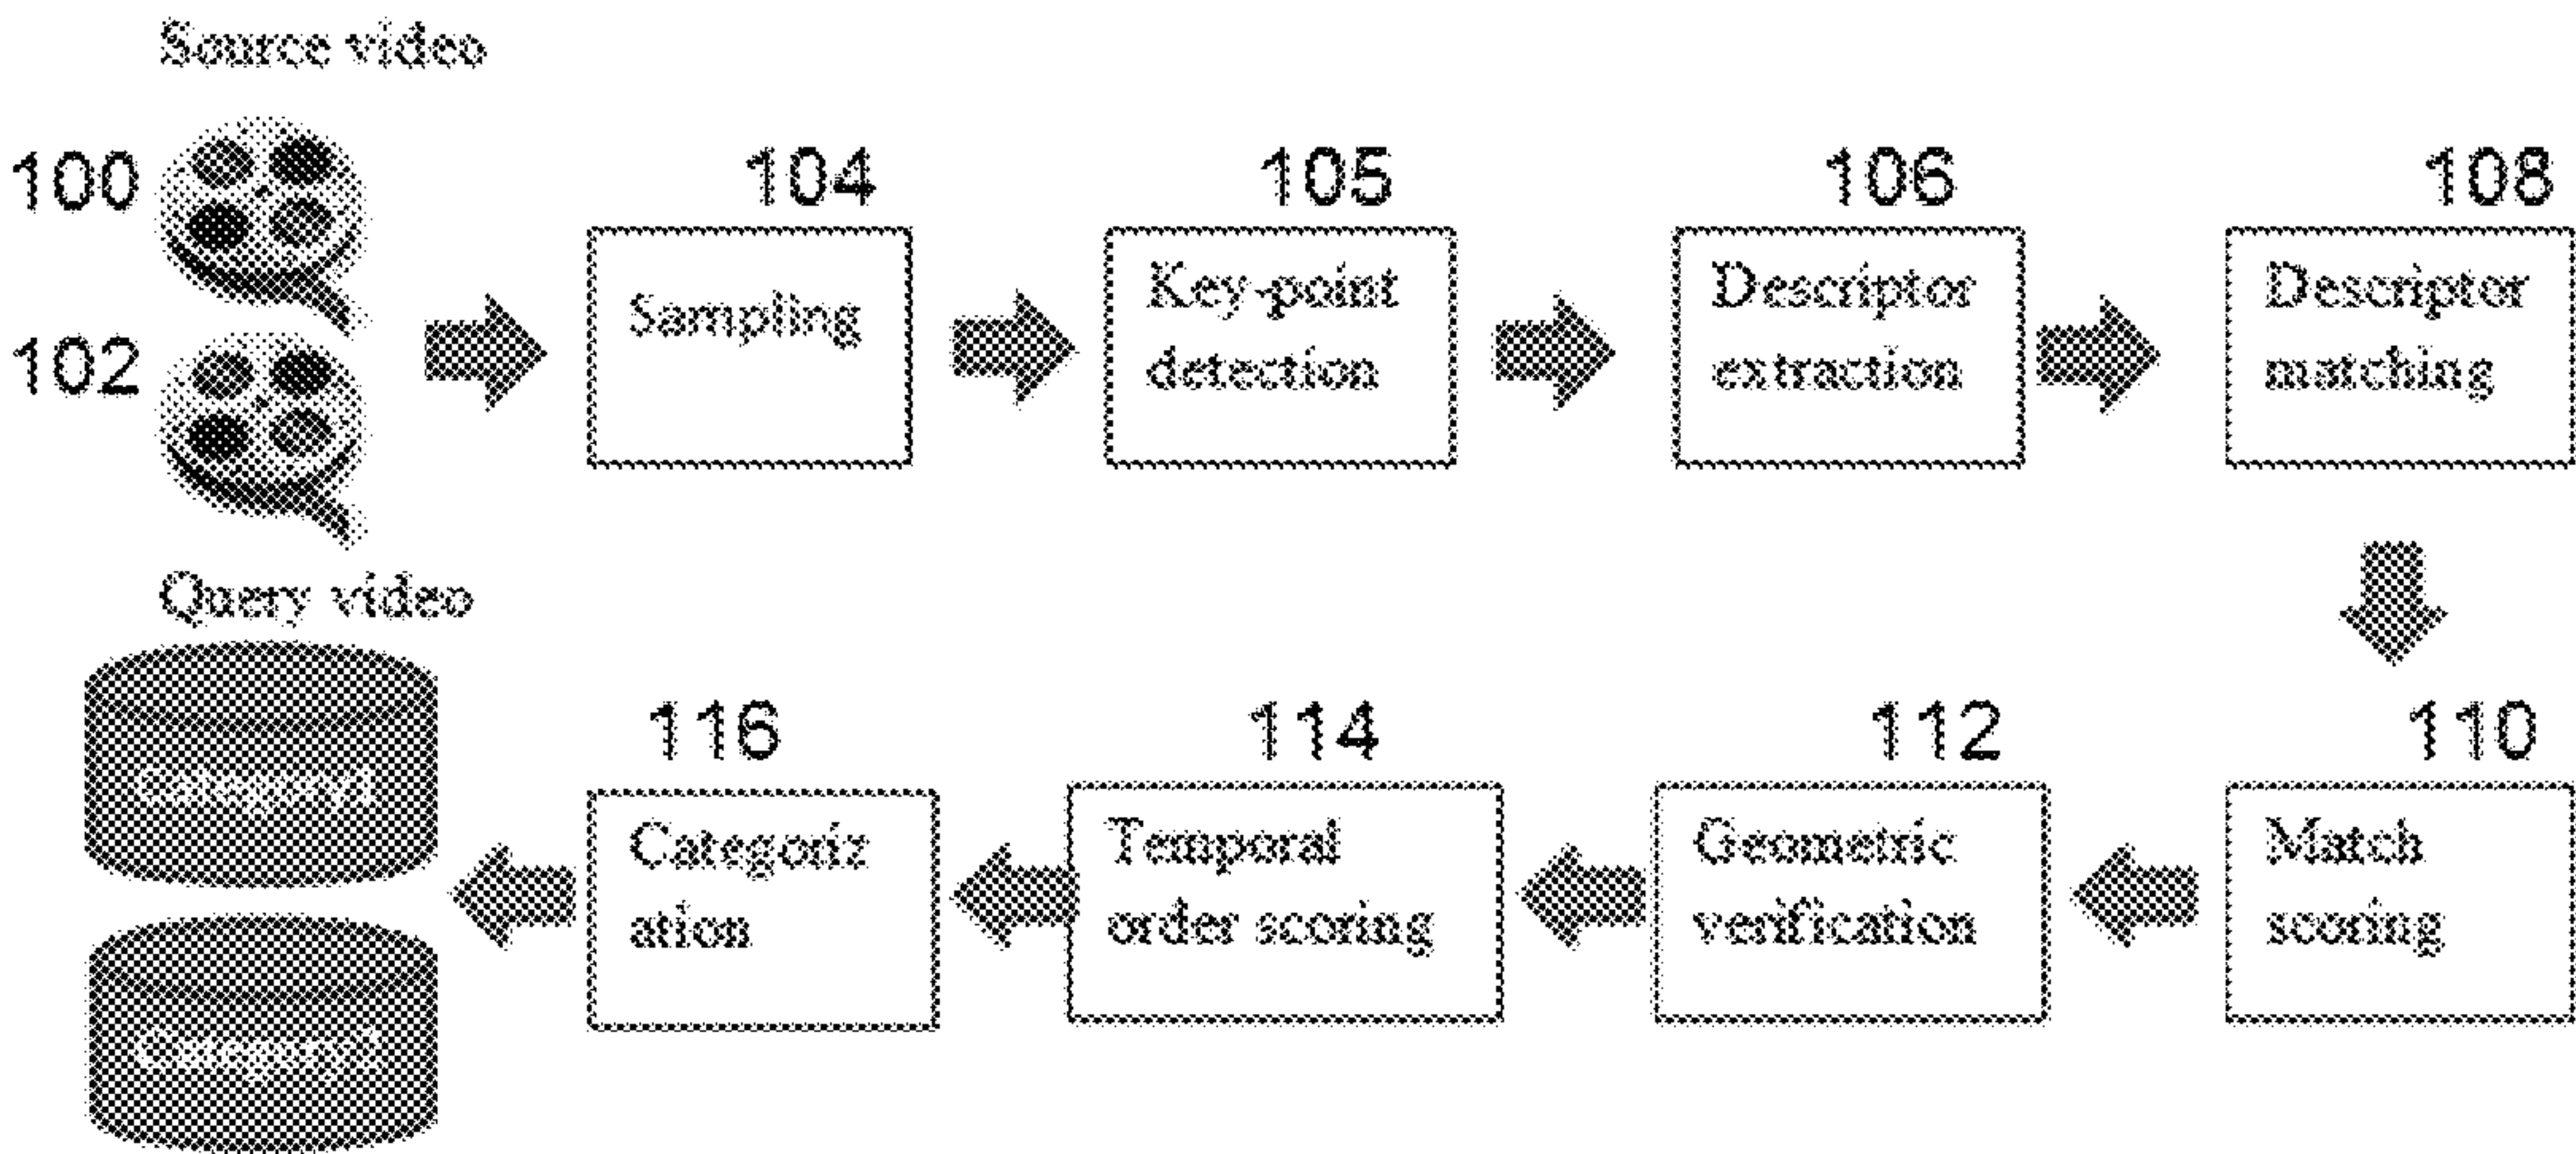 Source video
100
102
Query video
104
Sampling
105
Key-point
detection
106
Descriptor
extraction
108
Descriptor
matching
110
Match
scoring
112
Geometric
verification
114
Temporal
order scoring
116
Categoriz
ation
Category1